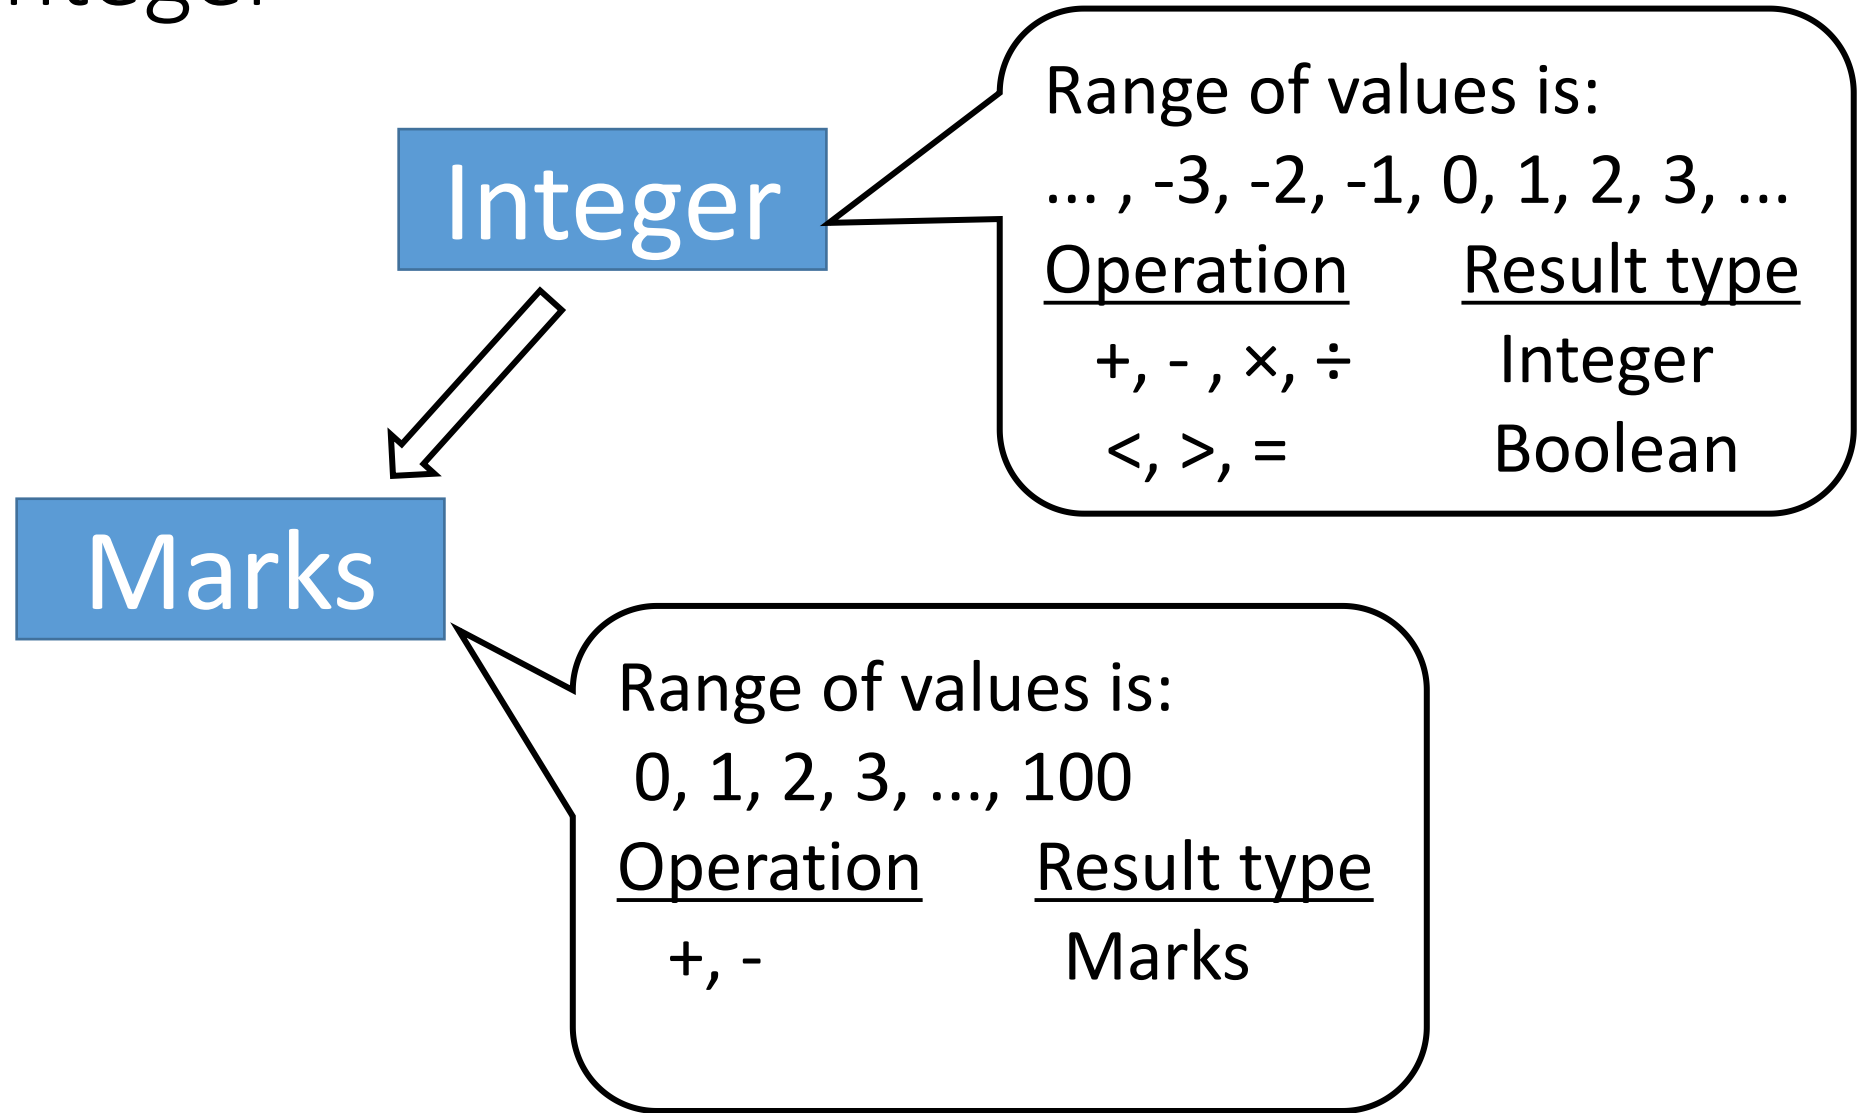 Integer
Integer
Range of values is:
... , -3, -2, -1, 0, 1, 2, 3, ...
Operation Result type
+, - , ×, ÷ Integer
<, >, = Boolean
Marks
Range of values is:
0, 1, 2, 3, ..., 100
Operation Result type
+, - Marks